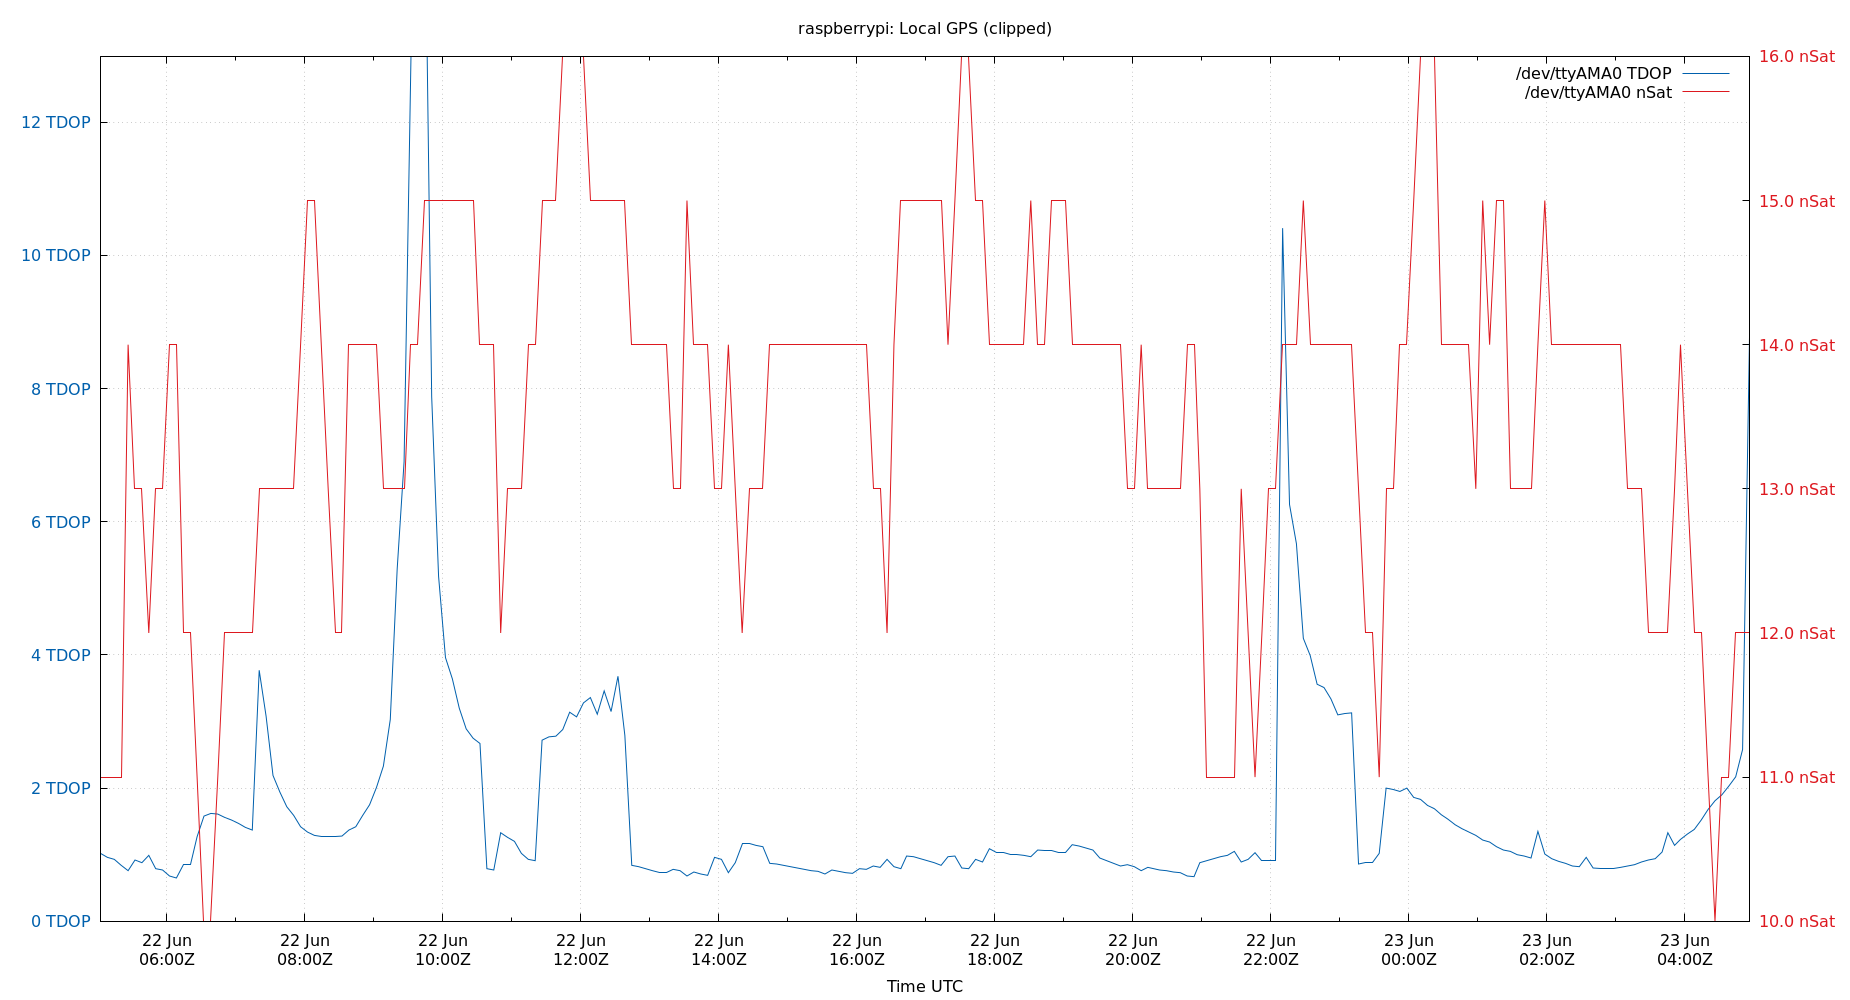 raspberrypi: Local GPS (clipped)
/dev/ttyAMA0 TDOP
/dev/ttyAMA0 nSat
12 TDOP
10 TDOP
8 TDOP
6 TDOP
4 TDOP
2 TDOP
0 TDOP
16.0 nSat
15.0 nSat
14.0 nSat
13.0 nSat
12.0 nSat
11.0 nSat
10.0 nSat
22 Jun
06:00Z
22 Jun
08:00Z
22 Jun
10:00Z
22 Jun
12:00Z
22 Jun
14:00Z
22 Jun
16:00Z
22 Jun
18:00Z
22 Jun
20:00Z
22 Jun
22:00Z
23 Jun
00:00Z
23 Jun
02:00Z
23 Jun
04:00Z
Time UTC